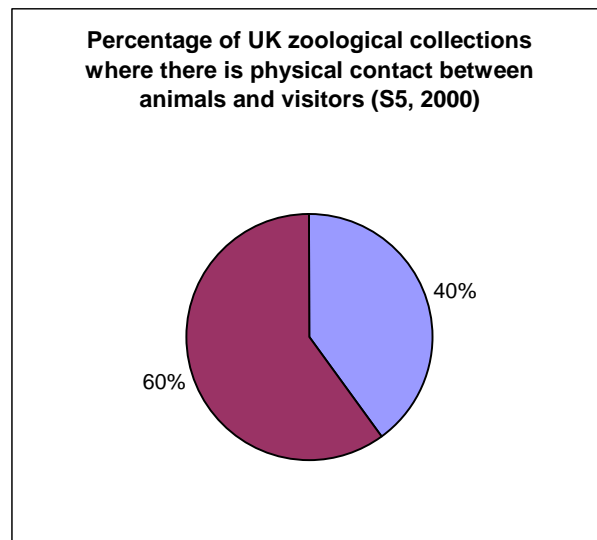 Percentage of UK zoological collections
where there is physical contact between
animals and visitors (S5, 2000)
40%
60%